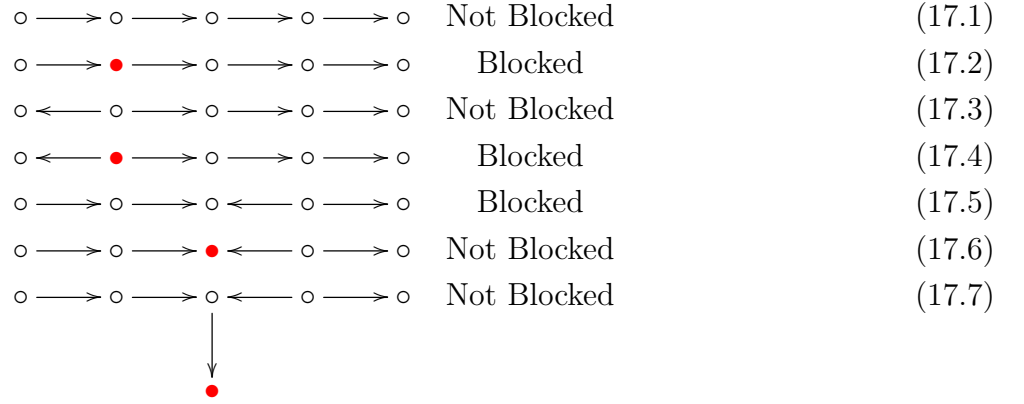 Not Blocked (17.1)
Blocked (17.2)
Not Blocked (17.3)
Blocked (17.4)
Blocked (17.5)
Not Blocked (17.6)
Not Blocked (17.7)